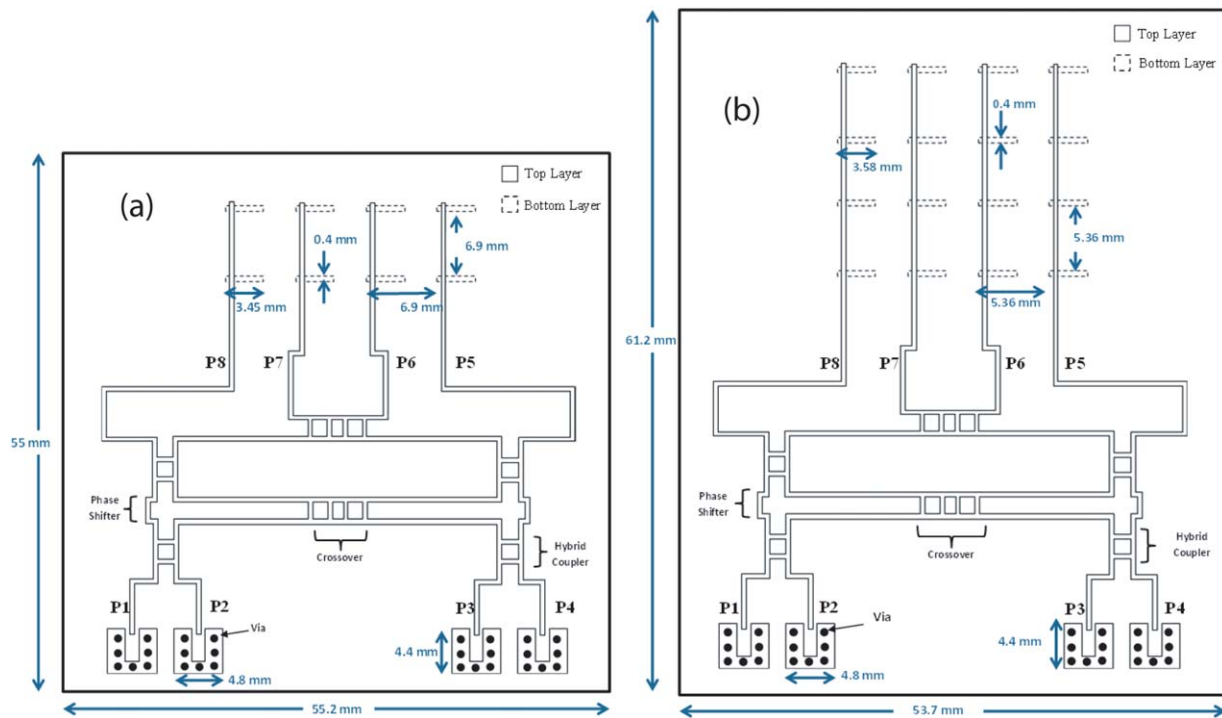 (a)
Top Layer
Bottom Layer
0.4 mm
6.9 mm
3.45 mm
6.9 mm
P8
P7
P6
P5
55 mm
Phase
Shifter
Crossover
Hybrid
Coupler
P1
P2
P3
P4
Via
4.4 mm
4.8 mm
55.2 mm
(b)
Top Layer
Bottom Layer
0.4 mm
3.58 mm
5.36 mm
5.36 mm
61.2 mm
P8
P7
P6
P5
Phase
Shifter
Crossover
Hybrid
Coupler
P1
P2
P3
P4
Via
4.4 mm
4.8 mm
53.7 mm